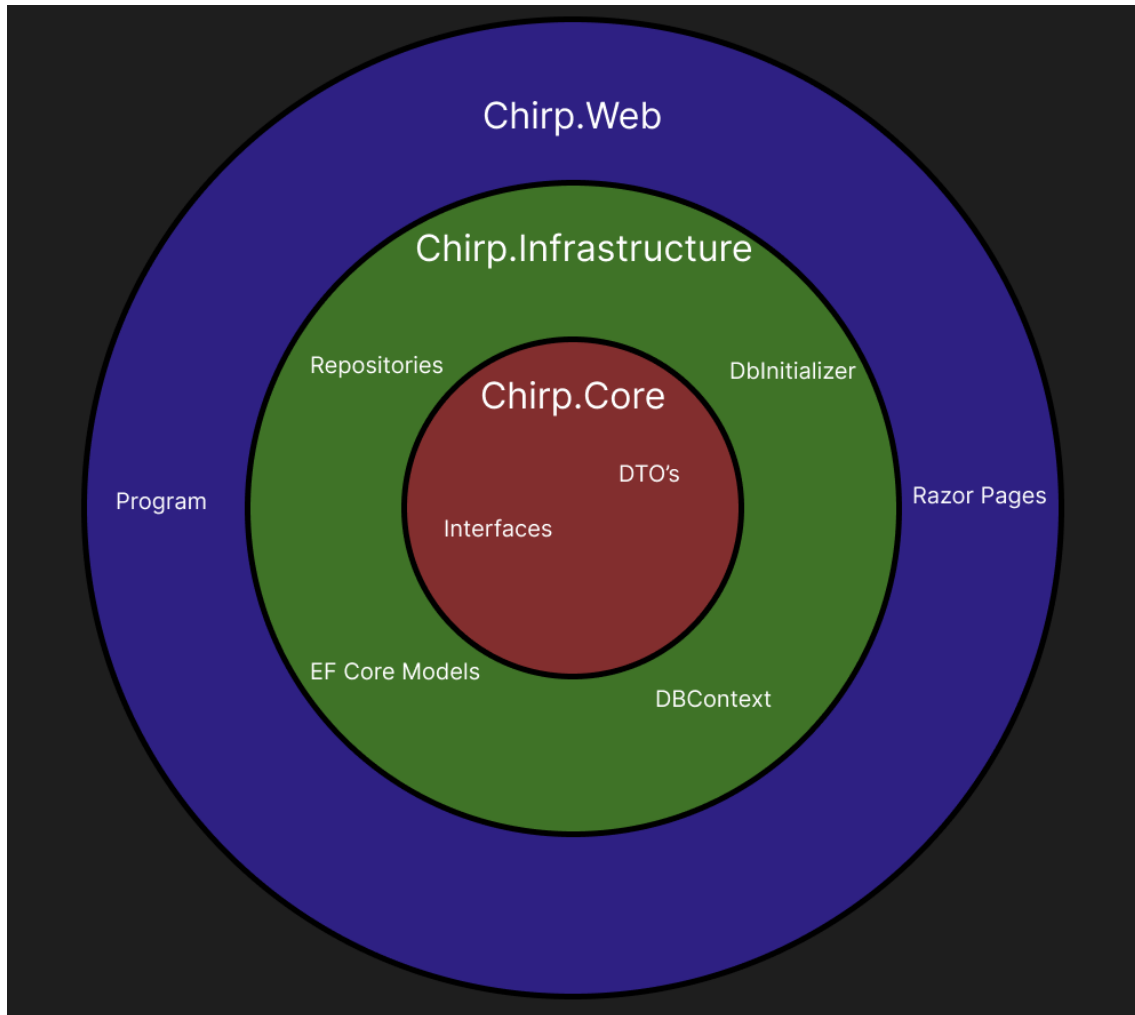 Chirp.Web
Chirp.Infrastructure
Repositories
DbInitializer
Chirp.Core
DTO’s
Program
Razor Pages
Interfaces
EF Core Models
DBContext